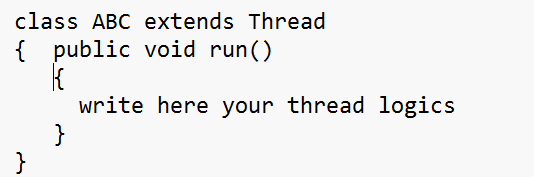 class ABC extends Thread
{  public void run()
   {
     write here your thread logics
   }
}